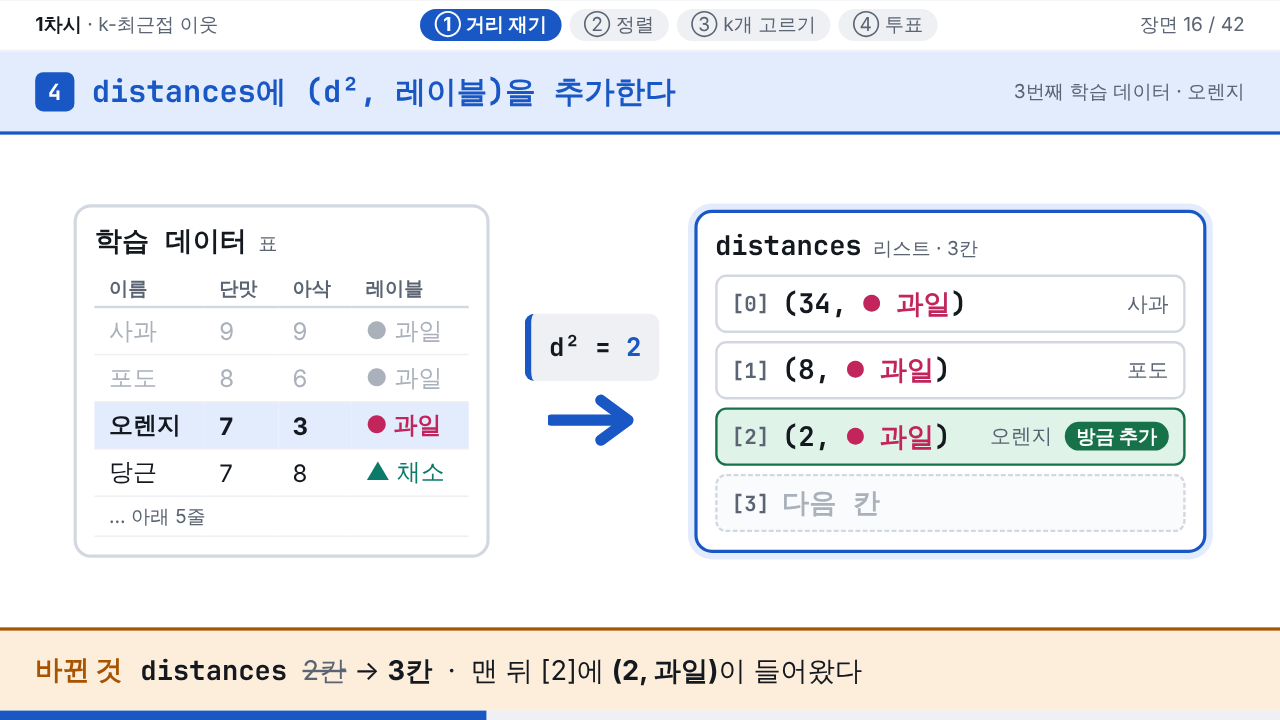 1차시 · k-최근접 이웃
① 거리 재기 ② 정렬 ③ k개 고르기 ④ 투표
장면 16 / 42
4 distances에 (d², 레이블)을 추가한다
3번째 학습 데이터 · 오렌지
학습 데이터 표
이름 단맛 아삭 레이블
사과 9 9 ● 과일
포도 8 6 ● 과일
오렌지 7 3 ● 과일
당근 7 8 ▲ 채소
... 아래 5줄
d² = 2
distances 리스트 · 3칸
[0] (34, ● 과일) 사과
[1] (8, ● 과일) 포도
[2] (2, ● 과일) 오렌지 방금 추가
[3] 다음 칸
바뀐 것 distances 2칸 → 3칸 · 맨 뒤 [2]에 (2, 과일)이 들어왔다